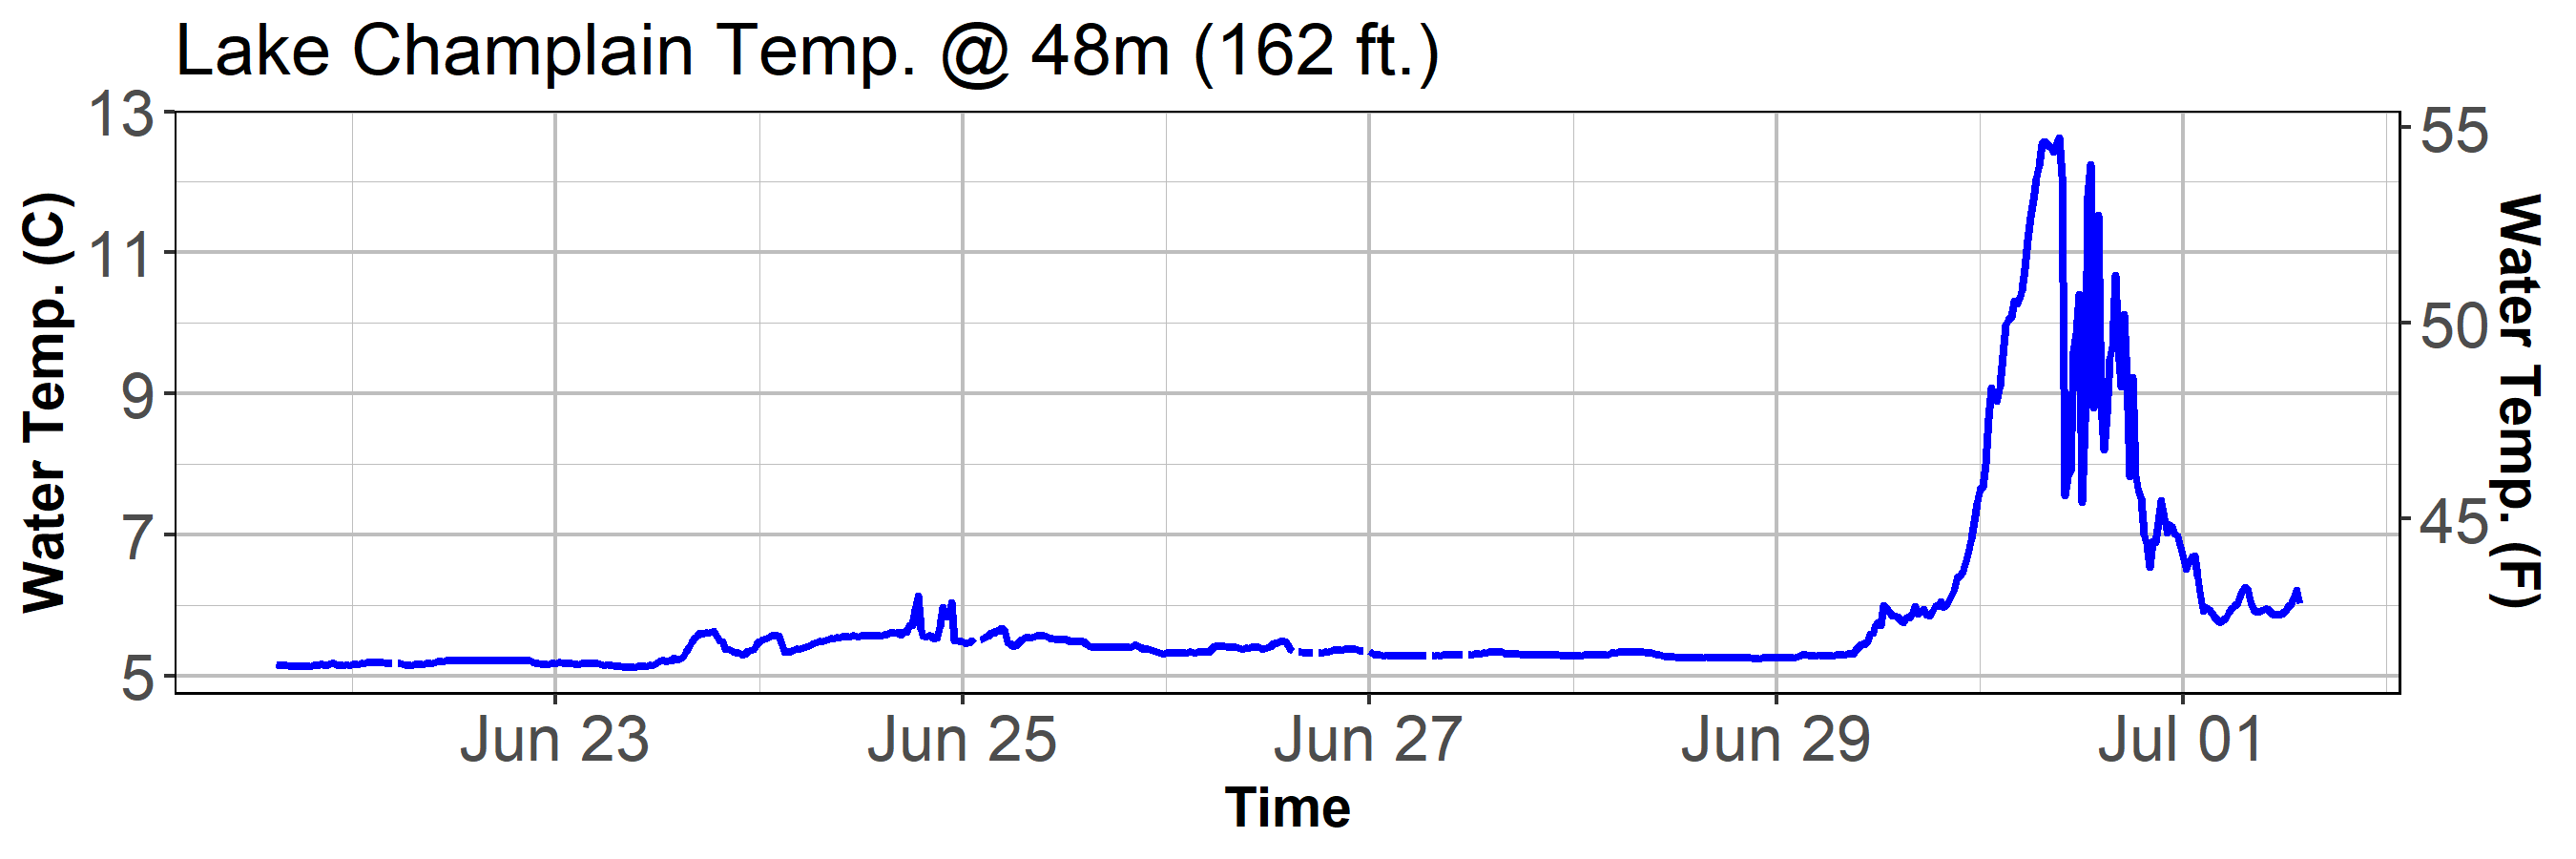 Lake Champlain Temp. @ 48m (162 ft.)
13
11
9
7
5
Water Temp. (C)
55
50
45
Water Temp. (F)
Jun 23 Jun 25 Jun 27 Jun 29 Jul 01
Time